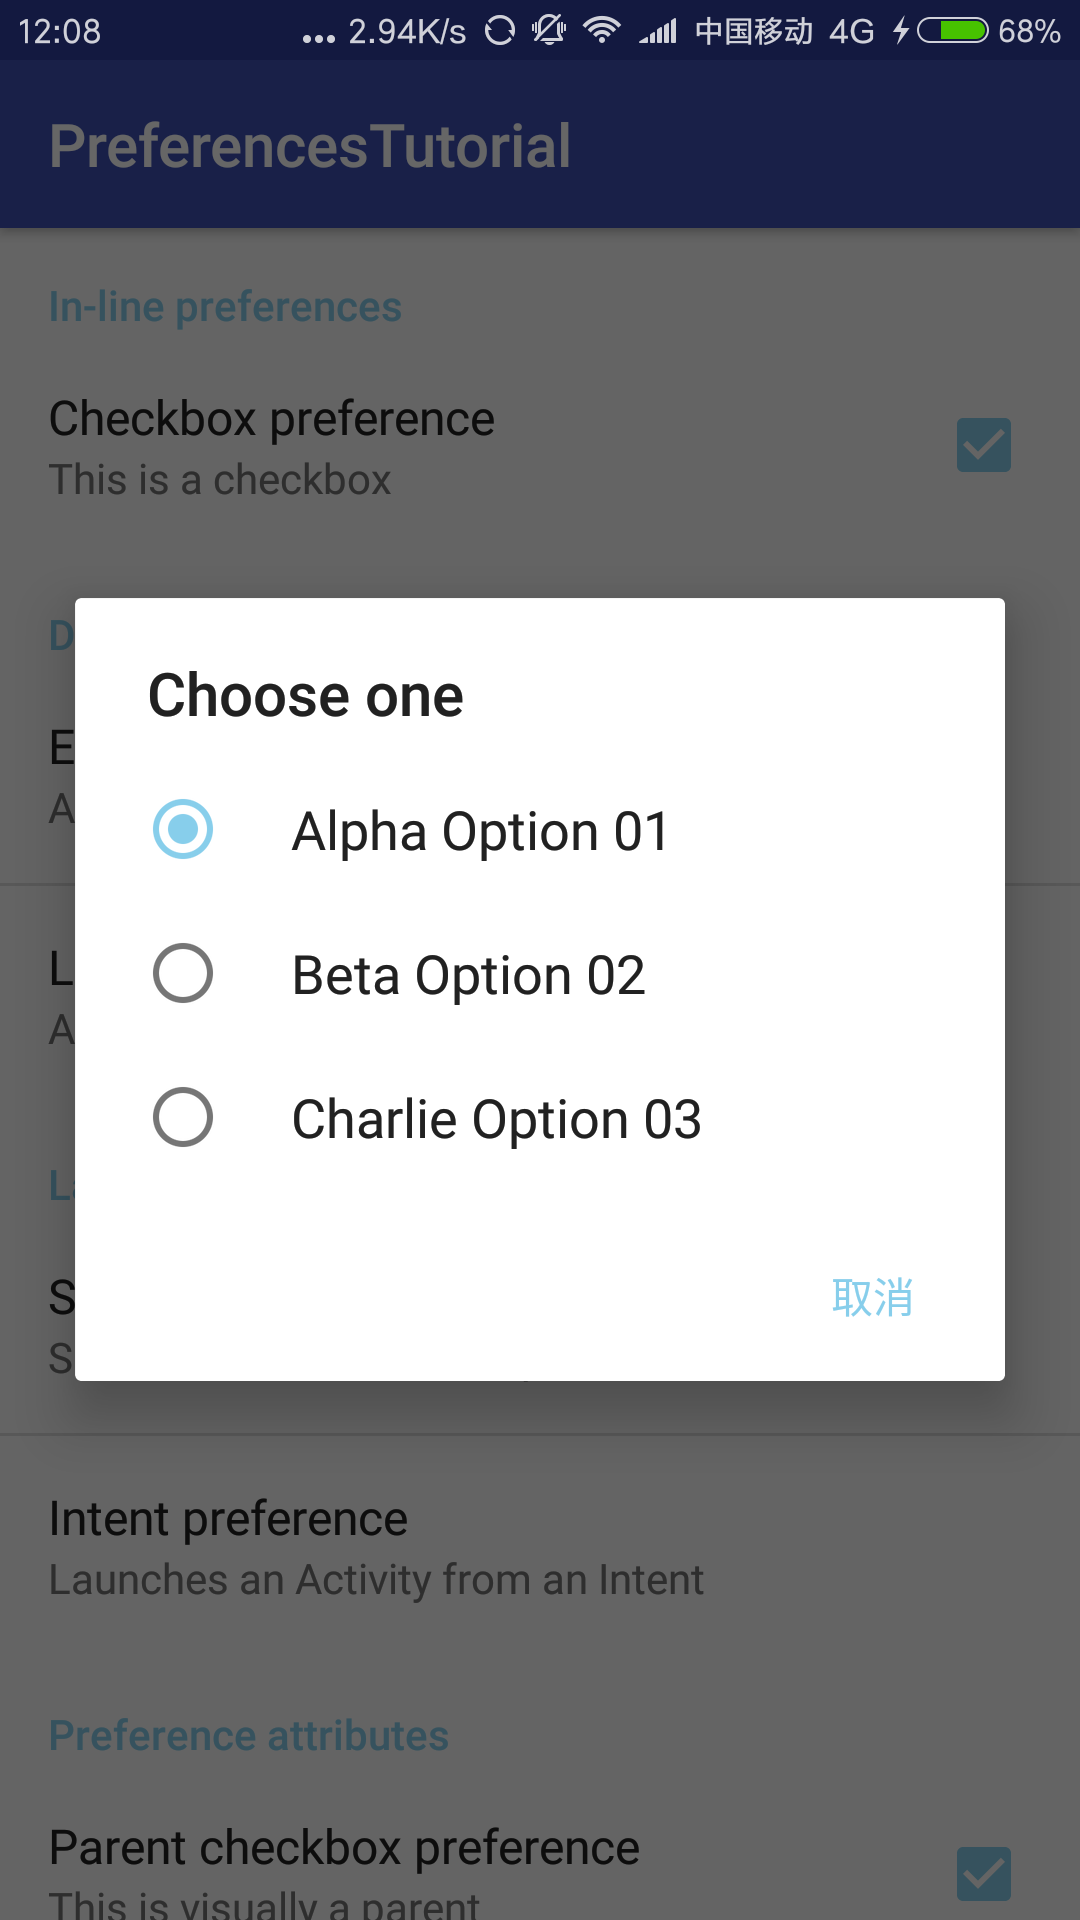 12:08 ... 2.94K/s 中国移动 4G 68%
PreferencesTutorial
In-line preferences
Checkbox preference
This is a checkbox
Choose one
Alpha Option 01
Beta Option 02
Charlie Option 03
取消
Intent preference
Launches an Activity from an Intent
Preference attributes
Parent checkbox preference
This is visually a parent